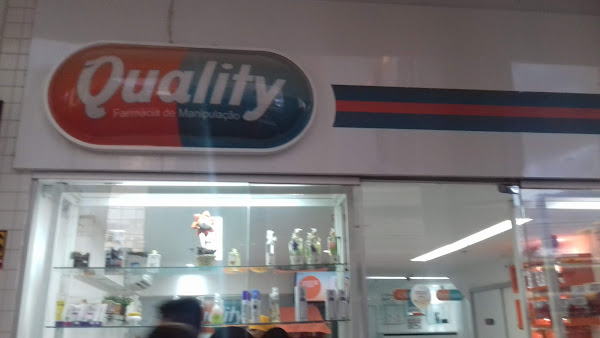 Quality
Farmácia de Manipulação